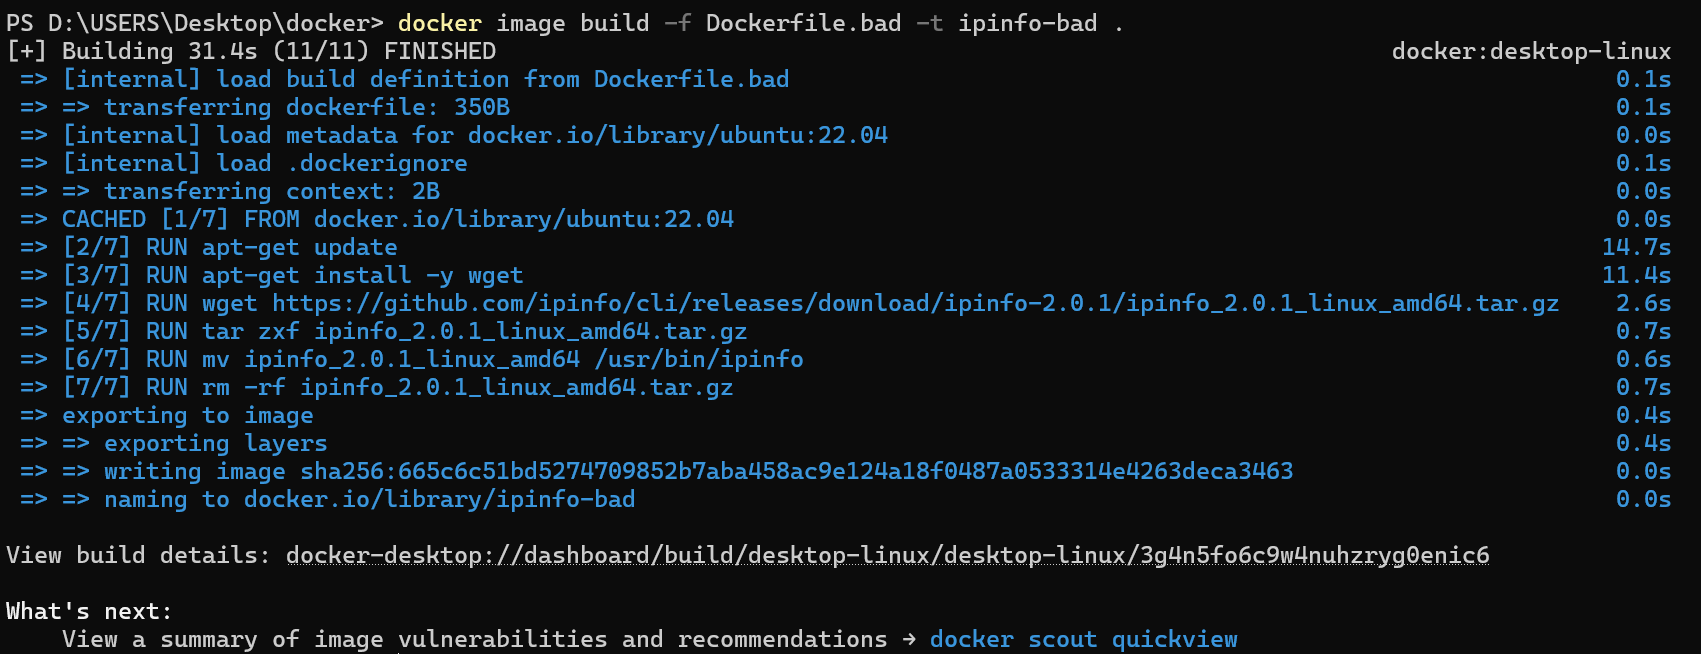 PS D:\USERS\Desktop\docker> docker image build -f Dockerfile.bad -t ipinfo-bad .
[+] Building 31.4s (11/11) FINISHED docker:desktop-linux
=> [internal] load build definition from Dockerfile.bad 0.1s
=> => transferring dockerfile: 350B 0.1s
=> [internal] load metadata for docker.io/library/ubuntu:22.04 0.0s
=> [internal] load .dockerignore 0.1s
=> => transferring context: 2B 0.0s
=> CACHED [1/7] FROM docker.io/library/ubuntu:22.04 0.0s
=> [2/7] RUN apt-get update 14.7s
=> [3/7] RUN apt-get install -y wget 11.4s
=> [4/7] RUN wget https://github.com/ipinfo/cli/releases/download/ipinfo-2.0.1/ipinfo_2.0.1_linux_amd64.tar.gz 2.6s
=> [5/7] RUN tar zxf ipinfo_2.0.1_linux_amd64.tar.gz 0.7s
=> [6/7] RUN mv ipinfo_2.0.1_linux_amd64 /usr/bin/ipinfo 0.6s
=> [7/7] RUN rm -rf ipinfo_2.0.1_linux_amd64.tar.gz 0.7s
=> exporting to image 0.4s
=> => exporting layers 0.4s
=> => writing image sha256:665c6c51bd5274709852b7aba458ac9e124a18f0487a0533314e4263deca3463 0.0s
=> => naming to docker.io/library/ipinfo-bad 0.0s
View build details: docker-desktop://dashboard/build/desktop-linux/desktop-linux/3g4n5fo6c9w4nuhzryg0enic6
What's next:
View a summary of image vulnerabilities and recommendations → docker scout quickview